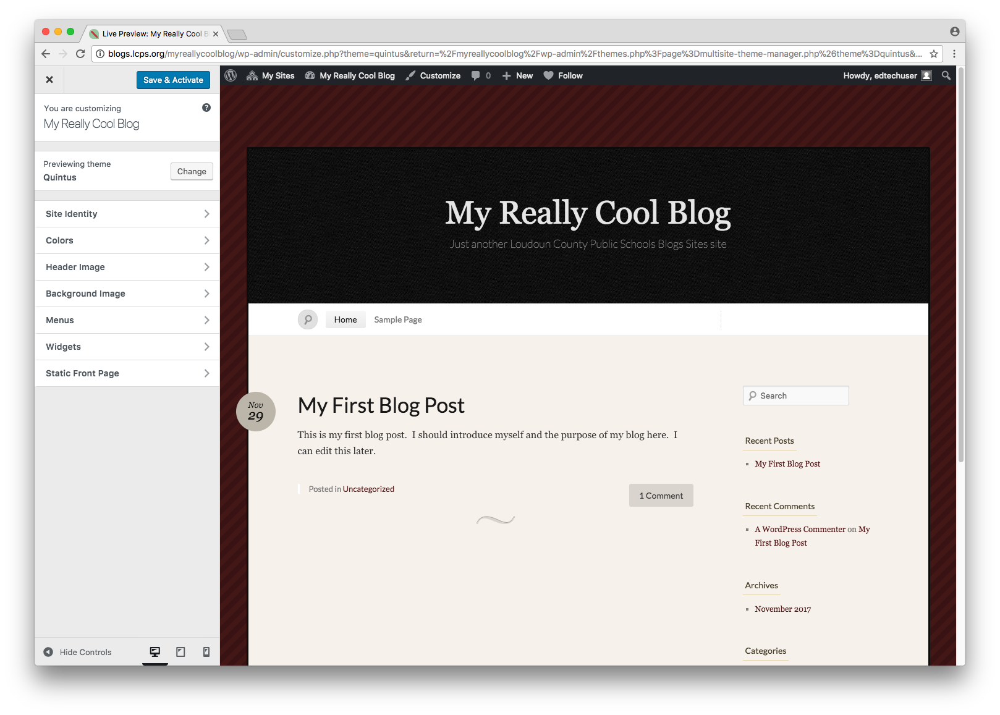 Live Preview: My Really Cool B
blogs.lcps.org/myreallycoolblog/wp-admin/customize.php?theme=quintus&return=%2Fmyreallycoolblog%2Fwp-admin%2Fthemes.php%3Fpage%3Dmultisite-theme-manager.php%26theme%3Dquintus&...
Save & Activate
My Sites My Really Cool Blog Customize 0 New Follow Howdy, edtechuser
You are customizing
My Really Cool Blog
Previewing theme
Quintus
Change
Site Identity
Colors
Header Image
Background Image
Menus
Widgets
Static Front Page
Hide Controls
My Really Cool Blog
Just another Loudoun County Public Schools Blogs Sites site
Home Sample Page
Nov
29
My First Blog Post
This is my first blog post. I should introduce myself and the purpose of my blog here. I
can edit this later.
Posted in Uncategorized
1 Comment
Search
Recent Posts
My First Blog Post
Recent Comments
A WordPress Commenter on My
First Blog Post
Archives
November 2017
Categories